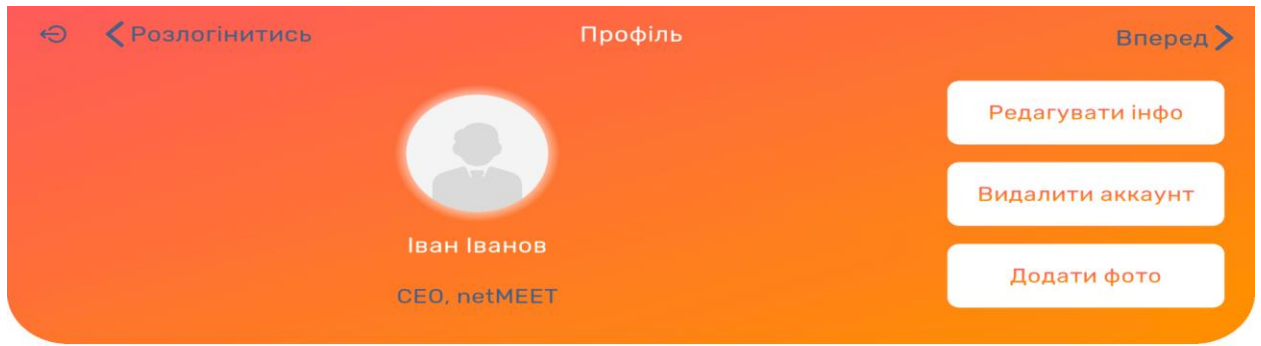 Розлогінитись
Профіль
Вперед
Редагувати інфо
Видалити аккаунт
Іван Іванов
Додати фото
CEO, netMEET